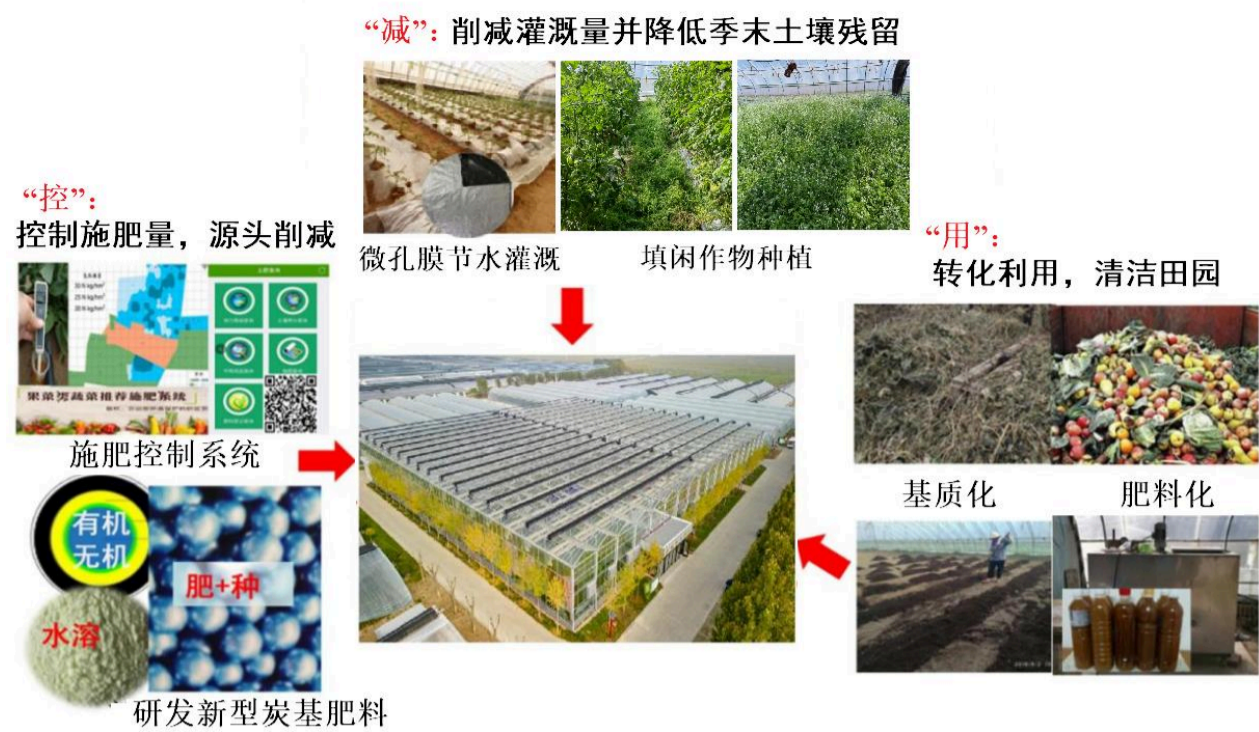 “减”：削减灌溉量并降低季末土壤残留
微孔膜节水灌溉
填闲作物种植
“控”：
控制施肥量，源头削减
果菜类蔬菜推荐施肥系统
施肥控制系统
有机
无机
肥+种
水溶
研发新型炭基肥料
“用”：
转化利用，清洁田园
基质化
肥料化